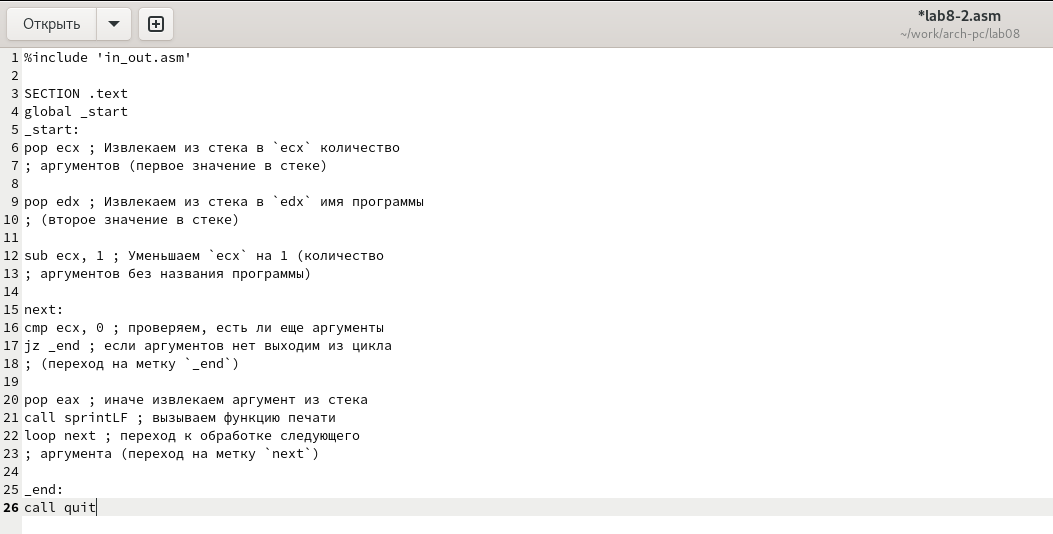 Открыть
*lab8-2.asm
~/work/arch-pc/lab08
1 %include 'in_out.asm'
2
3 SECTION .text
4 global _start
5 _start:
6 pop ecx ; Извлекаем из стека в `ecx` количество
7 ; аргументов (первое значение в стеке)
8
9 pop edx ; Извлекаем из стека в `edx` имя программы
10 ; (второе значение в стеке)
11
12 sub ecx, 1 ; Уменьшаем `ecx` на 1 (количество
13 ; аргументов без названия программы)
14
15 next:
16 cmp ecx, 0 ; проверяем, есть ли еще аргументы
17 jz _end ; если аргументов нет выходим из цикла
18 ; (переход на метку `_end`)
19
20 pop eax ; иначе извлекаем аргумент из стека
21 call sprintLF ; вызываем функцию печати
22 loop next ; переход к обработке следующего
23 ; аргумента (переход на метку `next`)
24
25 _end:
26 call quit